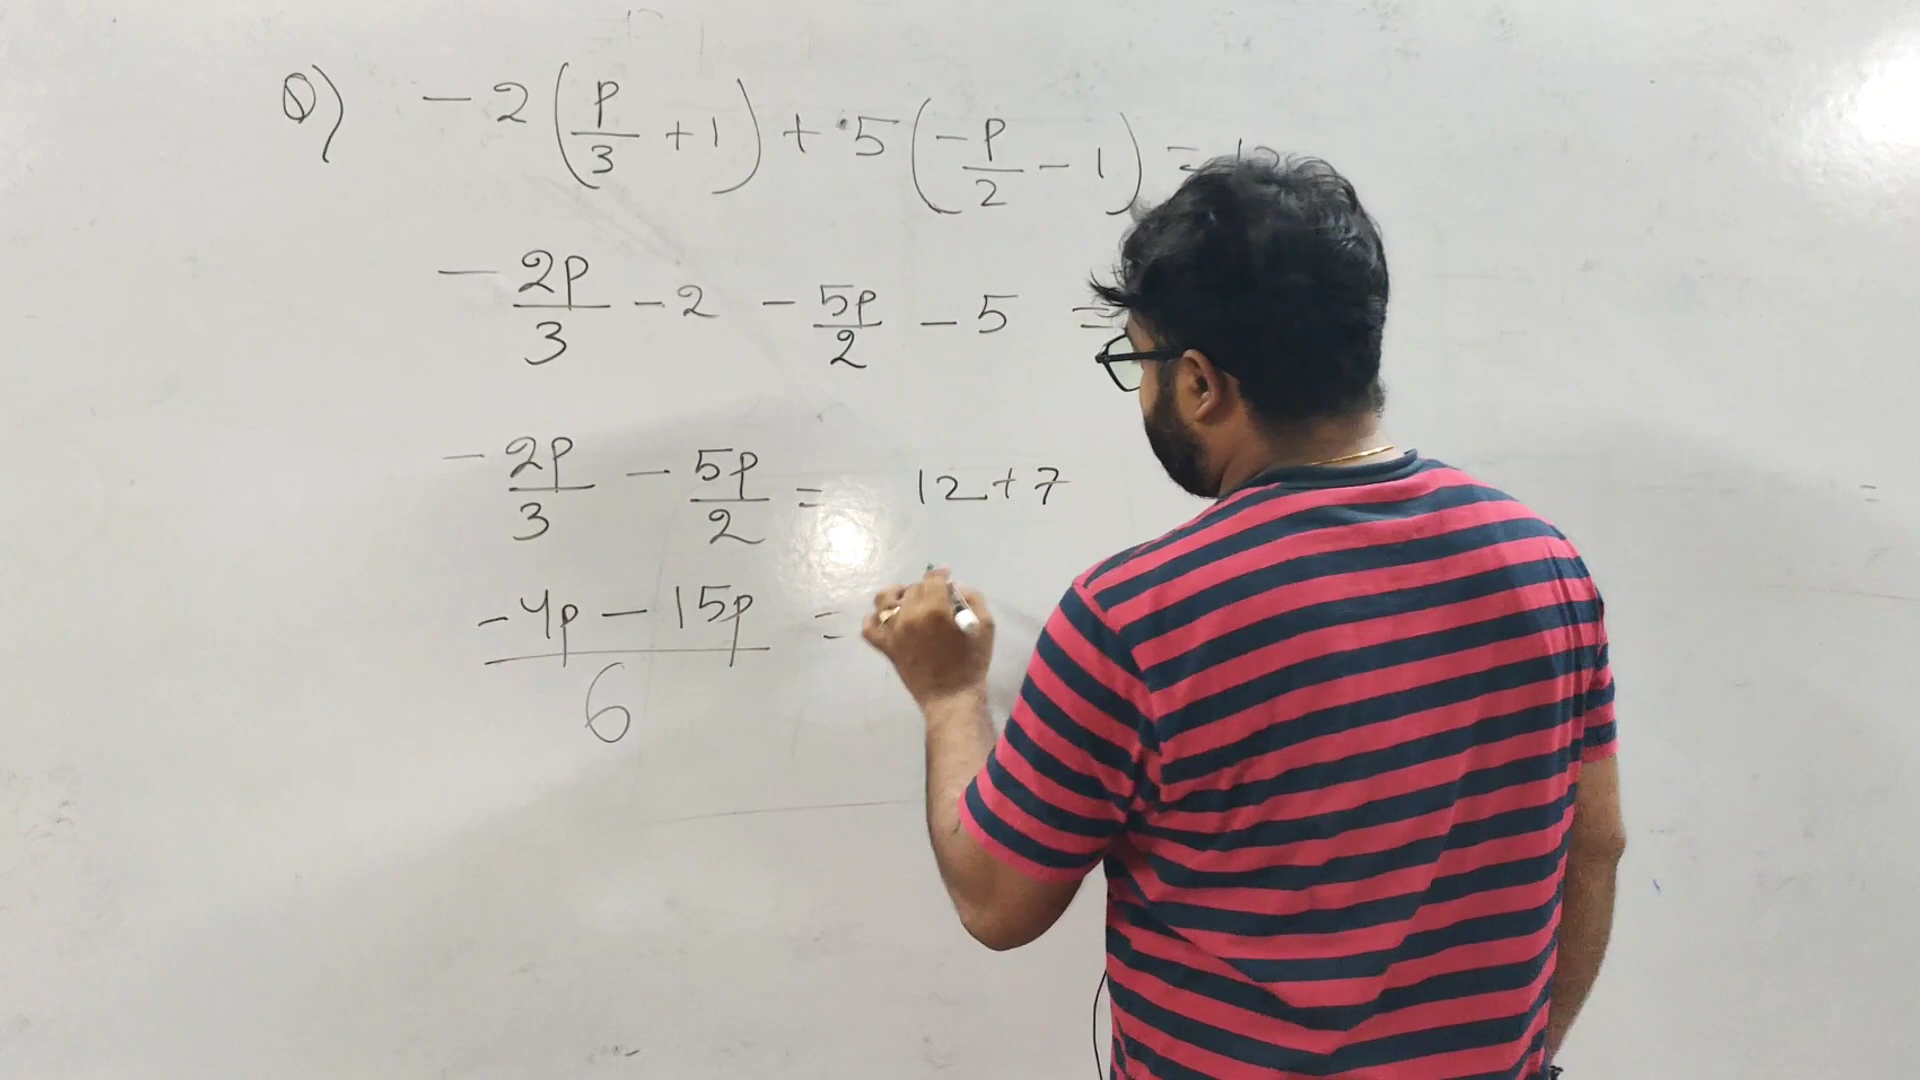 Q) -2(p/3 + 1) + 5(-p/2 - 1) = 12
-2p/3 - 2 - 5p/2 - 5 =
-2p/3 - 5p/2 = 12+7
(-4p - 15p)/6 =